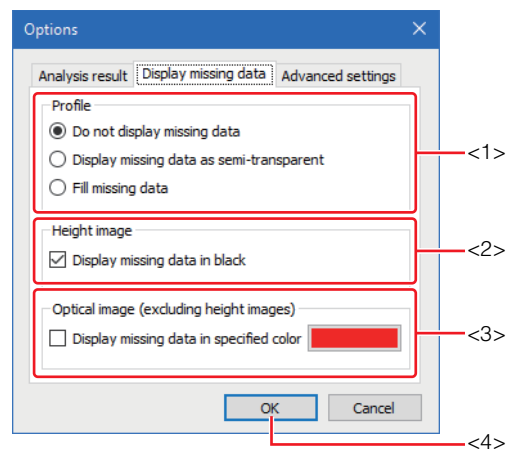 Options
Analysis result Display missing data Advanced settings
Profile
Do not display missing data
<1>
Display missing data as semi-transparent
Fill missing data
Height image
<2>
Display missing data in black
Optical image (excluding height images)
<3>
Display missing data in specified color
OK Cancel
<4>